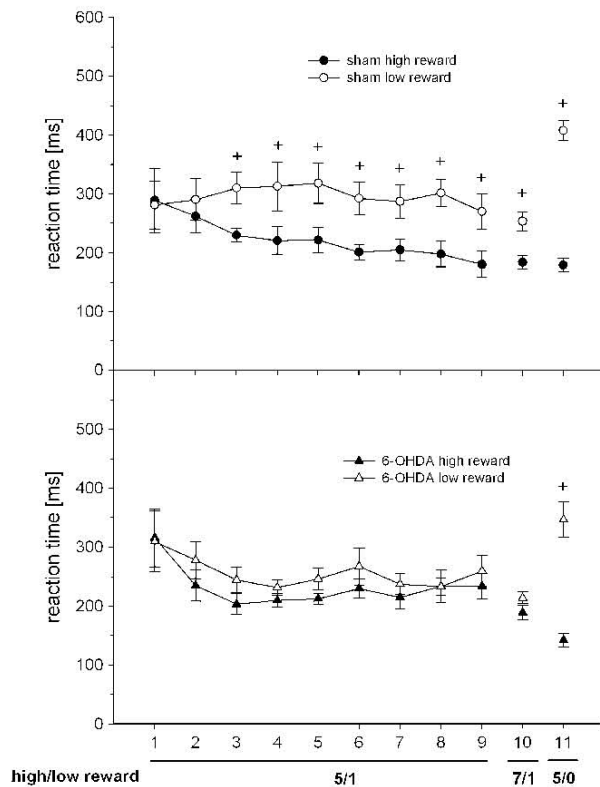 600
sham high reward
sham low reward
500
400
300
200
100
0
reaction time [ms]
+ + + + + + + + +
500
6-OHDA high reward
6-OHDA low reward
400
300
200
100
0
reaction time [ms]
+
1 2 3 4 5 6 7 8 9 10 11
high/low reward 5/1 7/1 5/0